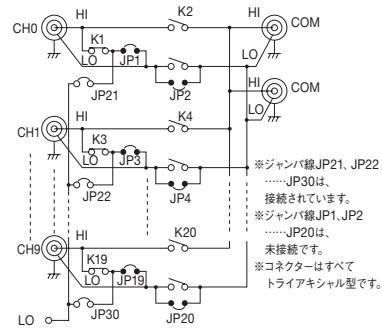 HI
K2
COM
CH0
K1
HI
LO
JP1
LO
HI
COM
JP2
JP21
LO
HI
K4
CH1
K3
LO
JP3
JP22
JP4
HI
K20
CH9
K19
LO
JP19
JP30
JP20
LO
※ジャンパ線JP21、JP22
……JP30は、
接続されています。
※ジャンパ線JP1、JP2
……JP20は、
未接続です。
※コネクターはすべて
トライアキシャル型です。